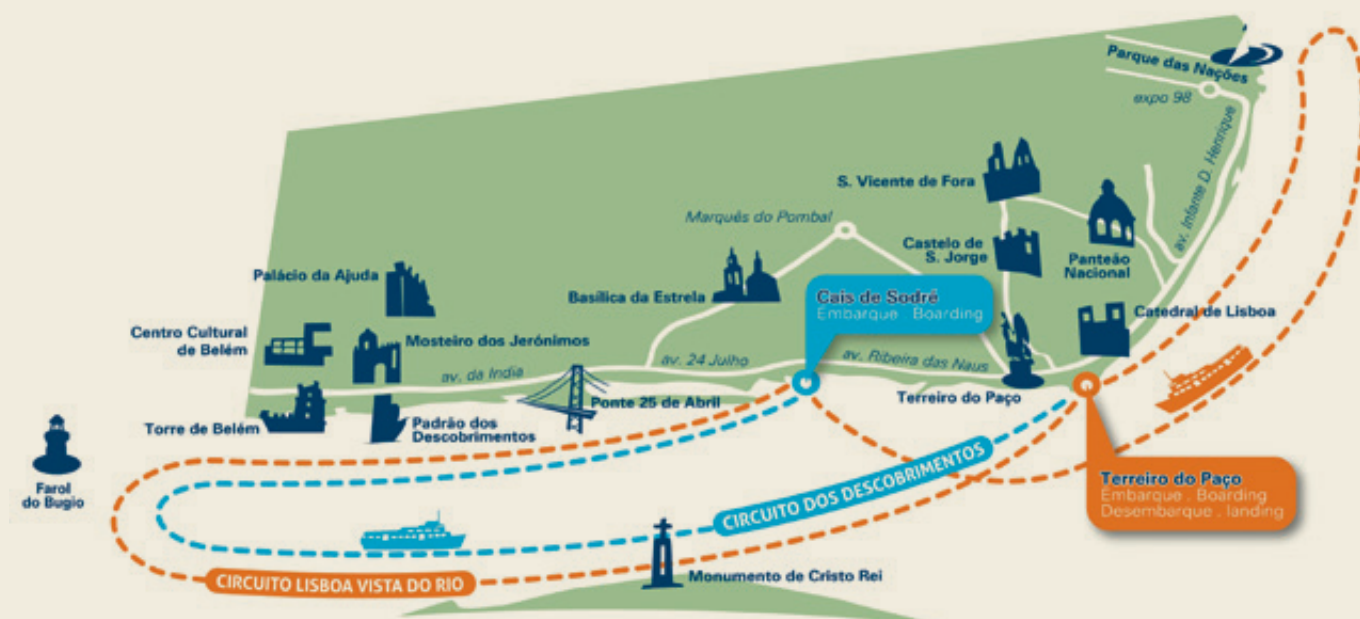 Parque das Nações
expo 98
av. Infante D. Henrique
S. Vicente de Fora
Marquês do Pombal
Castelo de
S. Jorge
Panteão
Nacional
Palácio da Ajuda
Basílica da Estrela
Cais de Sodré
Embarque . Boarding
Catedral de Lisboa
Centro Cultural
de Belém
Mosteiro dos Jerónimos
av. da India
av. 24 Julho
av. Ribeira das Naus
Ponte 25 de Abril
Terreiro do Paço
Torre de Belém
Padrão dos
Descobrimentos
Farol
do Bugio
CIRCUITO DOS DESCOBRIMENTOS
Terreiro do Paço
Embarque . Boarding
Desembarque . landing
CIRCUITO LISBOA VISTA DO RIO
Monumento de Cristo Rei